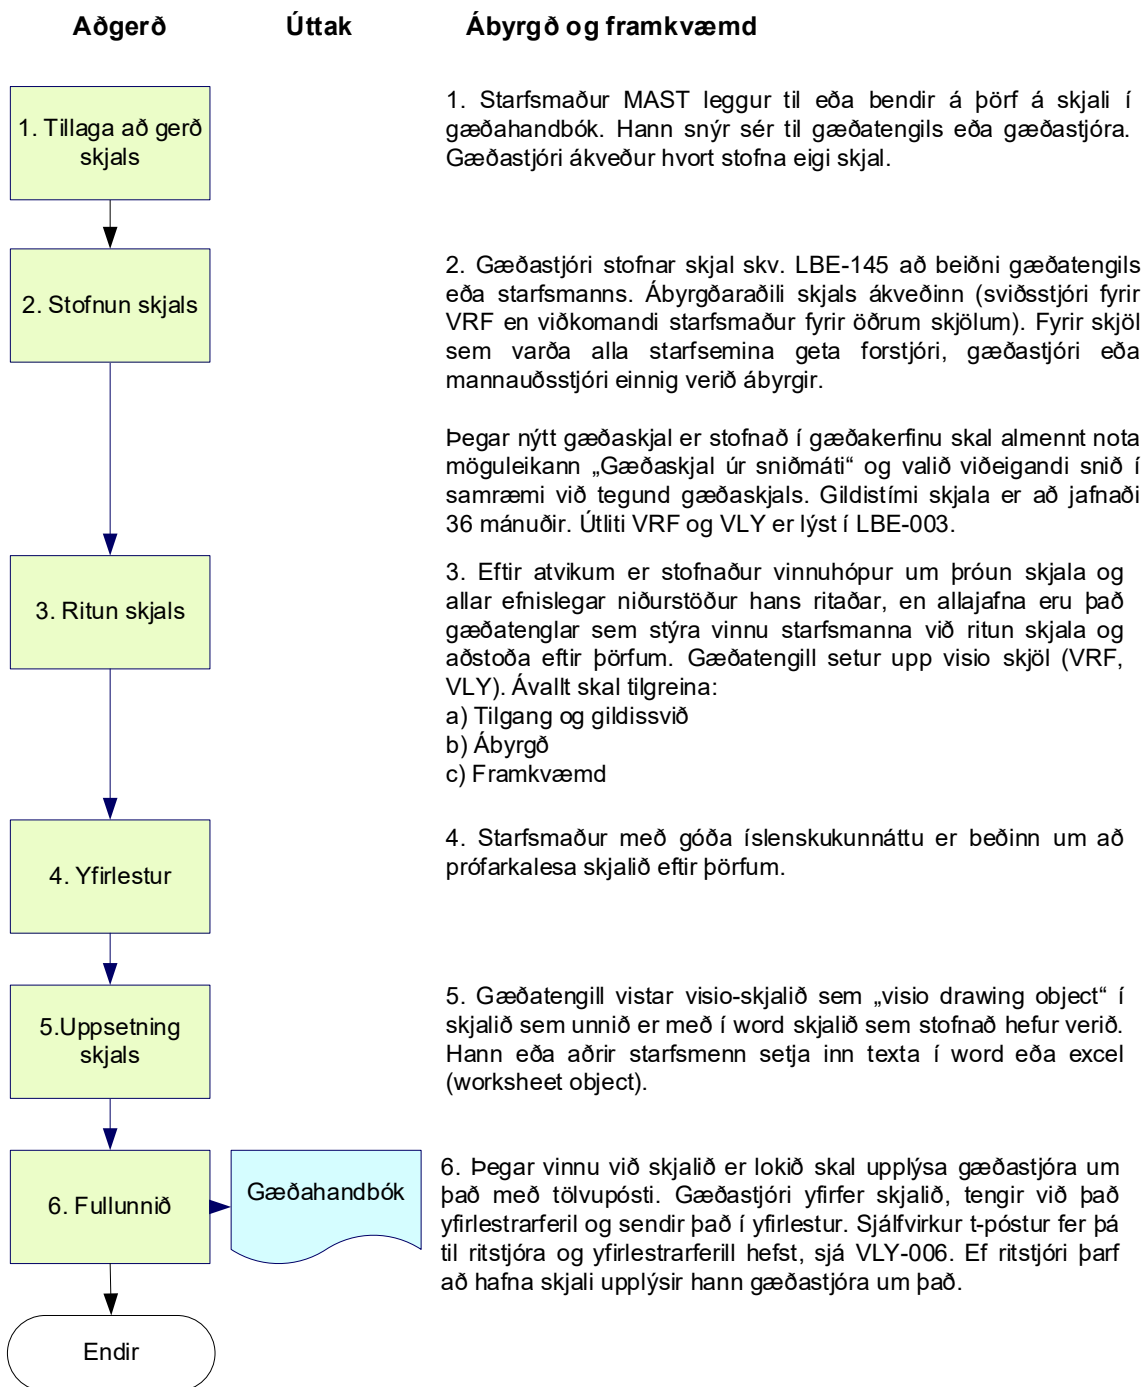 Aðgerð Úttak Ábyrgð og framkvæmd
1. Tillaga að gerð
skjals
1. Starfsmaður MAST leggur til eða bendir á þörf á skjali í
gæðahandbók. Hann snýr sér til gæðatengils eða gæðastjóra.
Gæðastjóri ákveður hvort stofna eigi skjal.
2. Stofnun skjals
2. Gæðastjóri stofnar skjal skv. LBE-145 að beiðni gæðatengils
eða starfsmanns. Ábyrgðaraðili skjals ákveðinn (sviðsstjóri fyrir
VRF en viðkomandi starfsmaður fyrir öðrum skjölum). Fyrir skjöl
sem varða alla starfsemina geta forstjóri, gæðastjóri eða
mannauðsstjóri einnig verið ábyrgir.
Þegar nýtt gæðaskjal er stofnað í gæðakerfinu skal almennt nota
möguleikann „Gæðaskjal úr sniðmáti“ og valið viðeigandi snið í
samræmi við tegund gæðaskjals. Gildistími skjala er að jafnaði
36 mánuðir. Útliti VRF og VLY er lýst í LBE-003.
3. Ritun skjals
3. Eftir atvikum er stofnaður vinnuhópur um þróun skjala og
allar efnislegar niðurstöður hans ritaðar, en allajafna eru það
gæðatenglar sem stýra vinnu starfsmanna við ritun skjala og
aðstoða eftir þörfum. Gæðatengill setur upp visio skjöl (VRF,
VLY). Ávallt skal tilgreina:
a) Tilgang og gildissvið
b) Ábyrgð
c) Framkvæmd
4. Yfirlestur
4. Starfsmaður með góða íslenskukunnáttu er beðinn um að
prófarkalesa skjalið eftir þörfum.
5.Uppsetning
skjals
5. Gæðatengill vistar visio-skjalið sem „visio drawing object“ í
skjalið sem unnið er með í word skjalið sem stofnað hefur verið.
Hann eða aðrir starfsmenn setja inn texta í word eða excel
(worksheet object).
6. Fullunnið
Gæðahandbók
6. Þegar vinnu við skjalið er lokið skal upplýsa gæðastjóra um
það með tölvupósti. Gæðastjóri yfirfer skjalið, tengir við það
yfirlestrarferil og sendir það í yfirlestur. Sjálfvirkur t-póstur fer þá
til ritstjóra og yfirlestrarferill hefst, sjá VLY-006. Ef ritstjóri þarf
að hafna skjali upplýsir hann gæðastjóra um það.
Endir